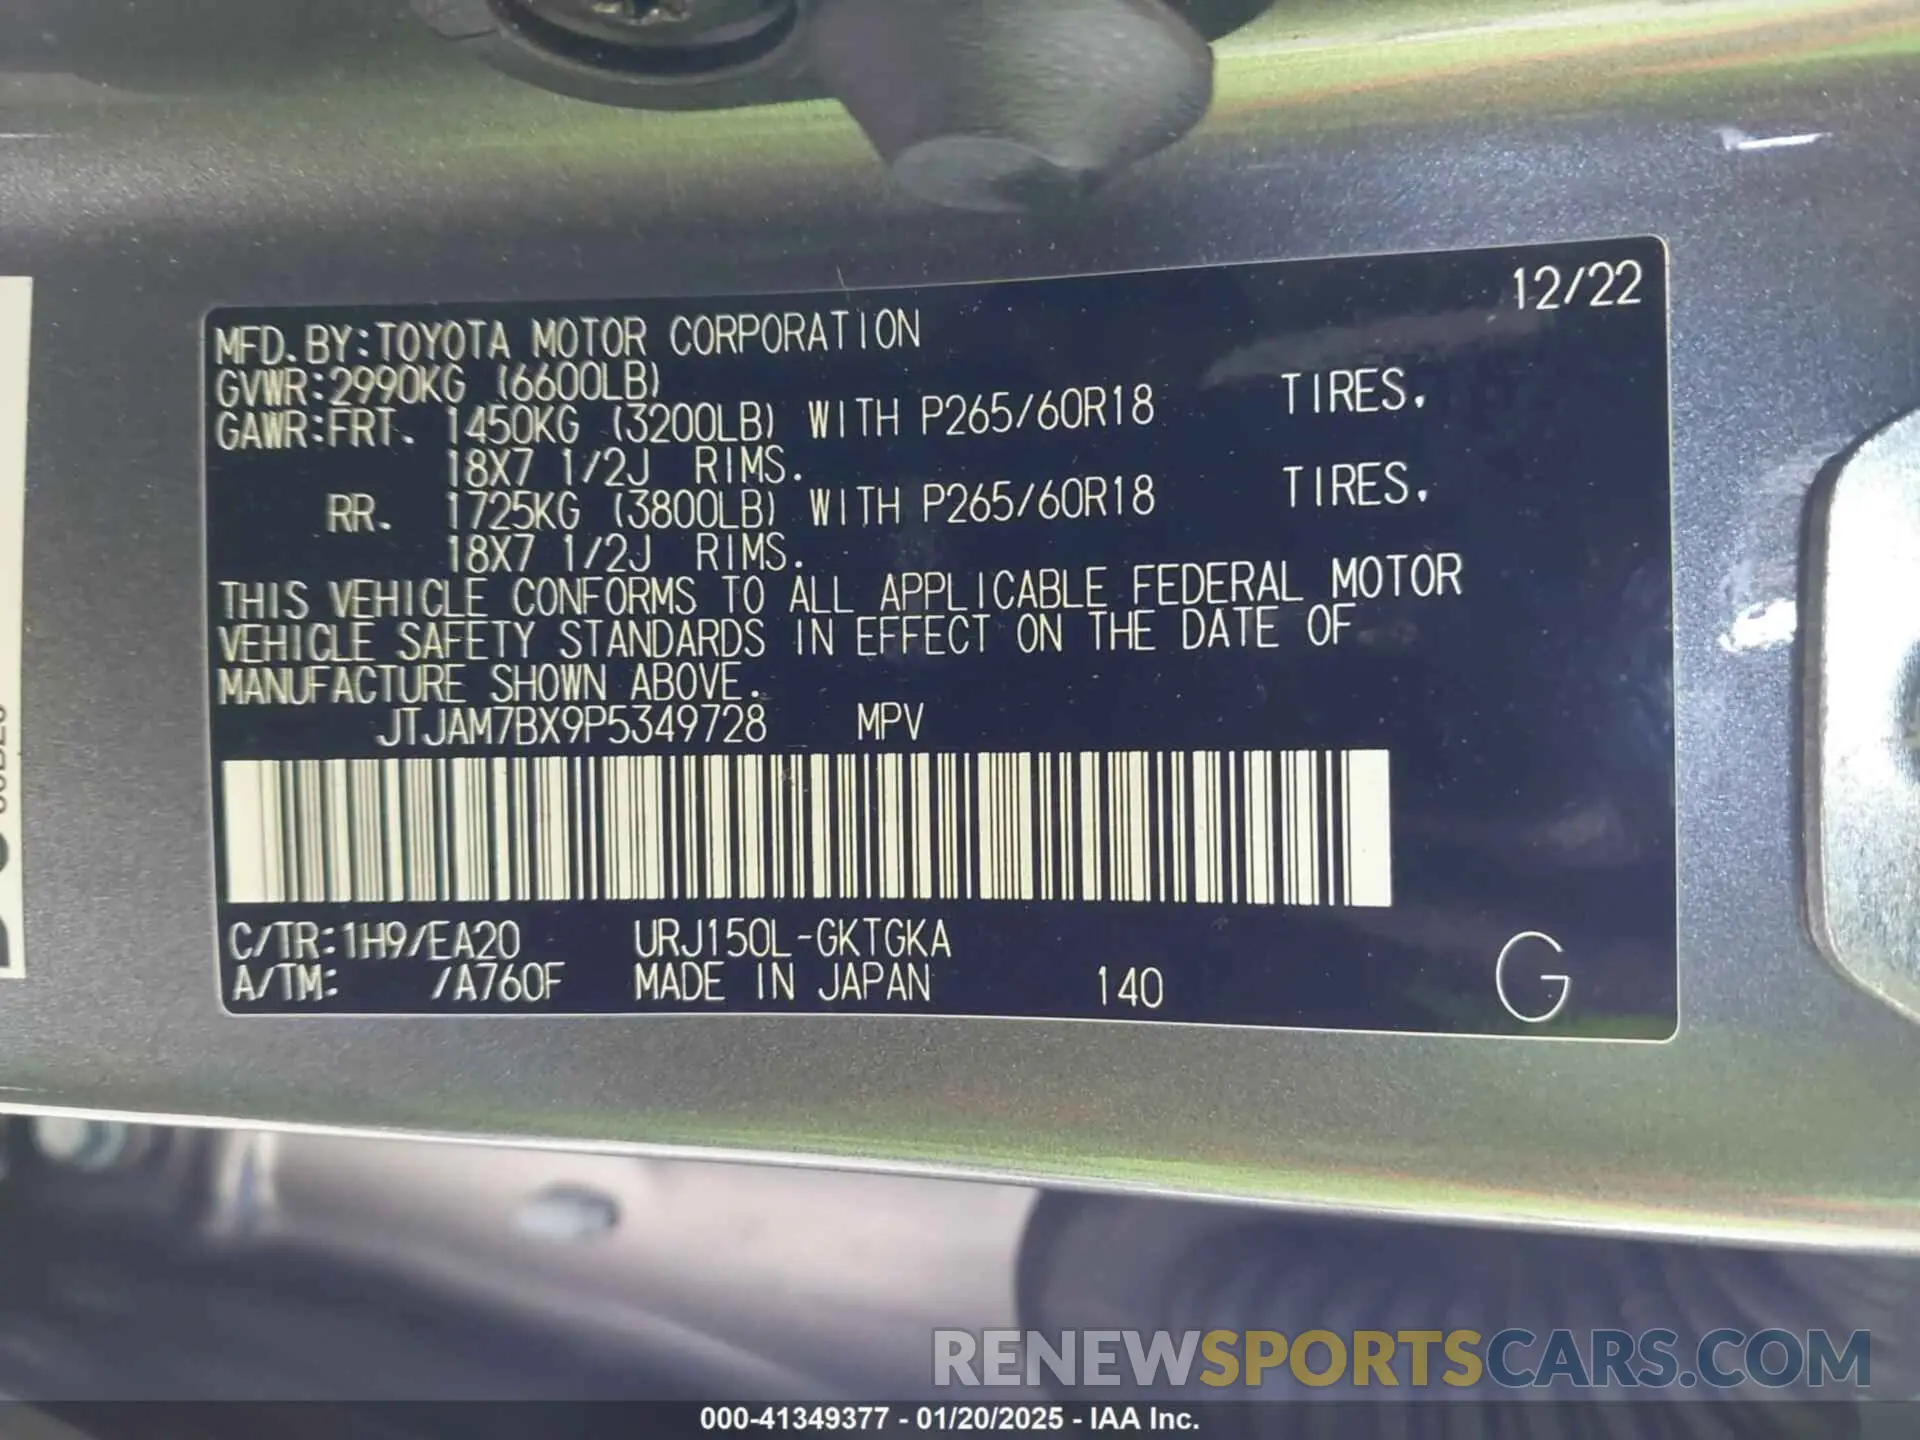 12/22
MFD. BY:TOYOTA MOTOR CORPORATION
GVWR:2990KG (6600LB)
GAWR:FRT. 1450KG (3200LB) WITH P265/60R18 TIRES,
18X7 1/2J RIMS.
RR. 1725KG (3800LB) WITH P265/60R18 TIRES,
18X7 1/2J RIMS.
THIS VEHICLE CONFORMS TO ALL APPLICABLE FEDERAL MOTOR
VEHICLE SAFETY STANDARDS IN EFFECT ON THE DATE OF
MANUFACTURE SHOWN ABOVE.
JTJAM7BX9P5349728 MPV
C/TR:1H9/EA20 URJ150L-GKTGKA
A/TM: /A760F MADE IN JAPAN 140 G
RENEWSPORTSCARS.COM
000-41349377 - 01/20/2025 - IAA Inc.